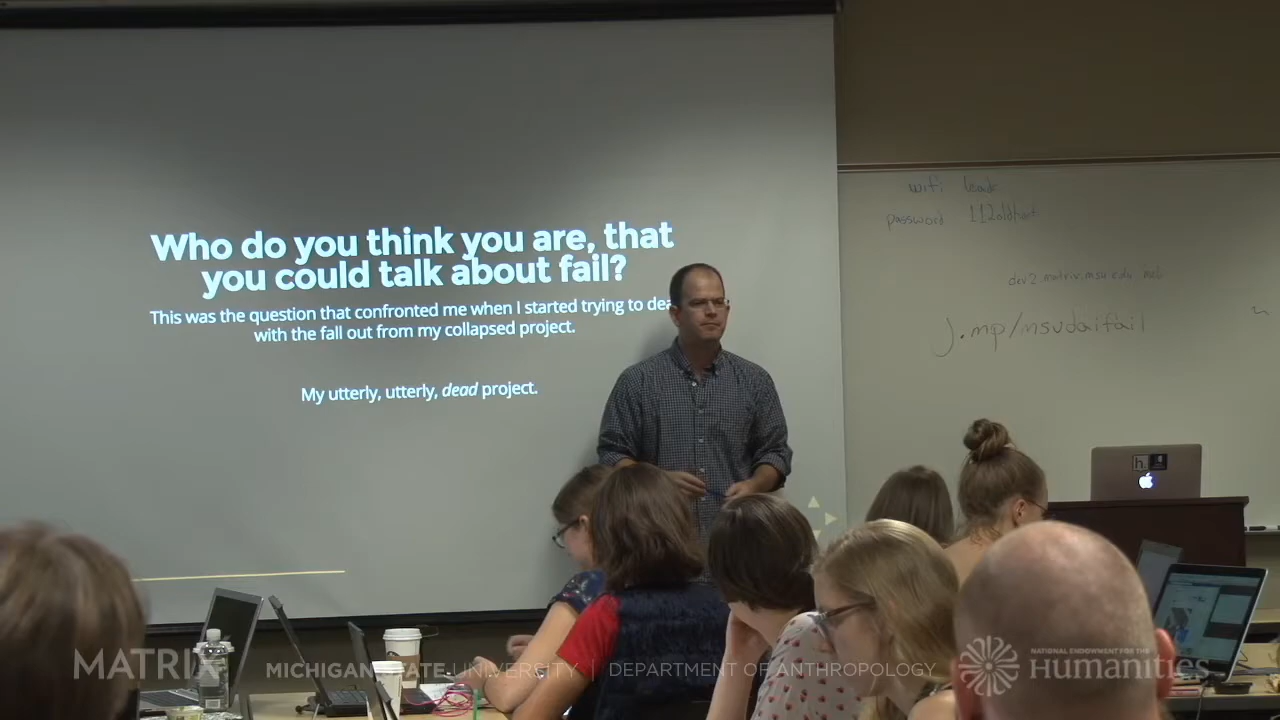 Who do you think you are, that
you could talk about fail?
This was the question that confronted me when I started trying to dea
with the fall out from my collapsed project.
My utterly, utterly, dead project.
wifi
password
j.mp/msudaifail
h.
MATRIX MICHIGAN STATE UNIVERSITY | DEPARTMENT OF ANTHROPOLOGY
NATIONAL ENDOWMENT FOR THE
Humanities